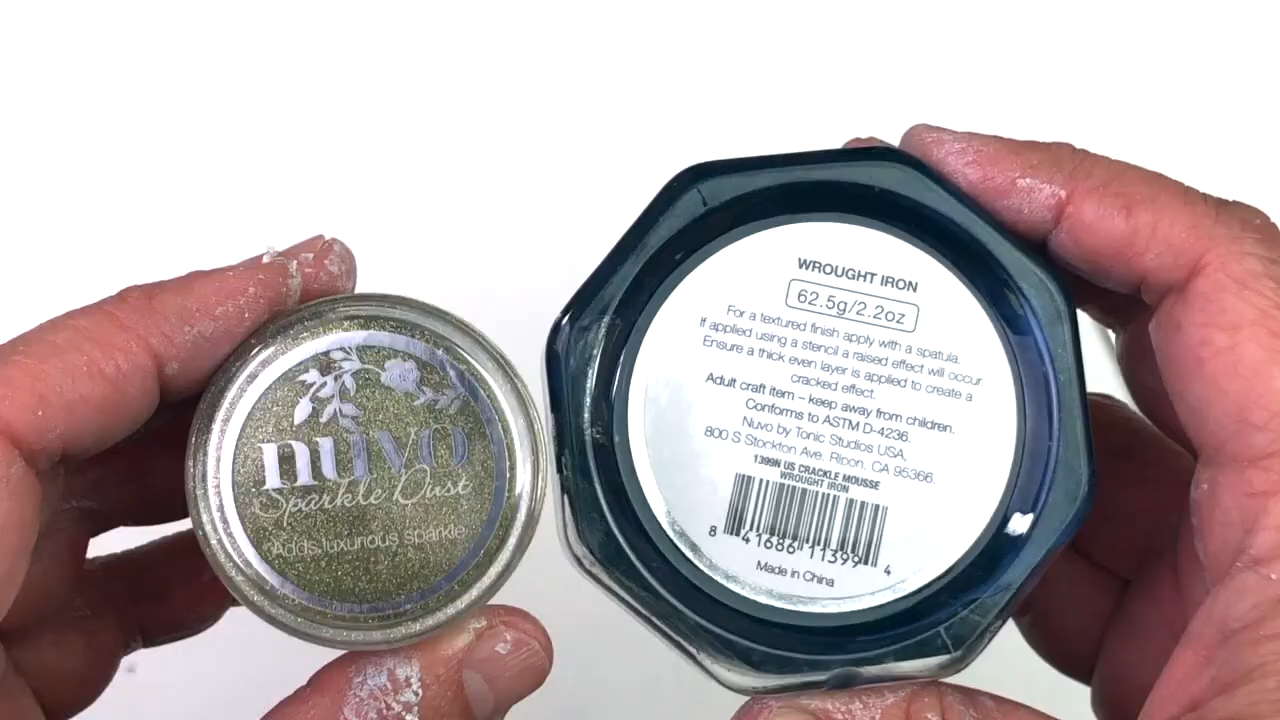 nuvo
Sparkle Dust
Adds luxurious sparkle
WROUGHT IRON
62.5g/2.2oz
For a textured finish apply with a spatula.
If applied using a stencil a raised effect will occur
Ensure a thick even layer is applied to create a
cracked effect.
Adult craft item – keep away from children.
Conforms to ASTM D-4236.
Nuvo by Tonic Studios USA.
800 S Stockton Ave. Ripon. CA 95366.
1399N US CRACKLE MOUSSE
WROUGHT IRON
8 41686 11399 4
Made in China